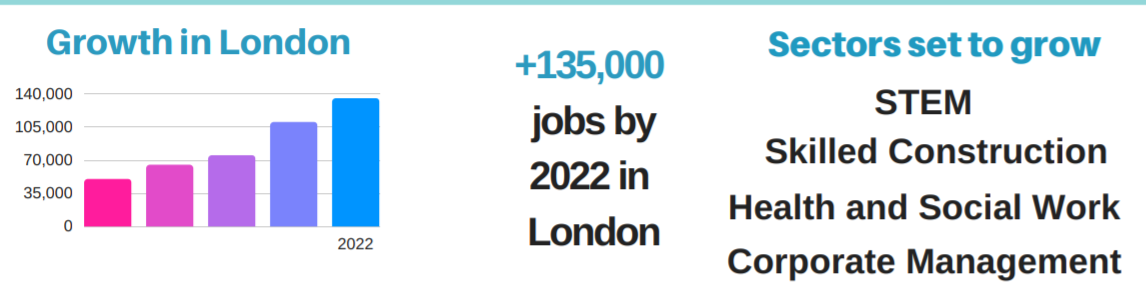 Growth in London
140,000
105,000
70,000
35,000
0
2022
+135,000
jobs by
2022 in
London
Sectors set to grow
STEM
Skilled Construction
Health and Social Work
Corporate Management